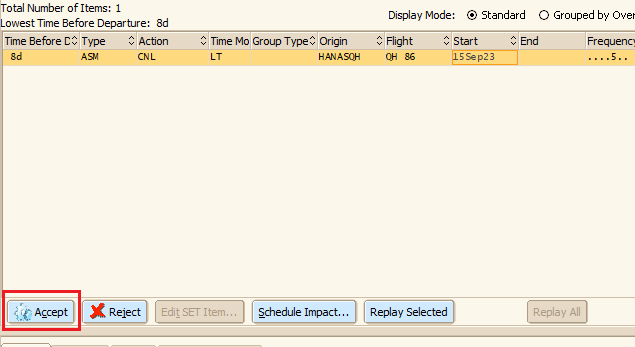 Total Number of Items: 1
Lowest Time Before Departure: 8d
Display Mode: Standard Grouped by Over
Time Before D Type Action Time Mo Group Type Origin Flight Start End Frequency
8d ASM CNL LT HANASQH QH 86 15Sep23 ....5..
Accept Reject Edit SET Item... Schedule Impact... Replay Selected Replay All